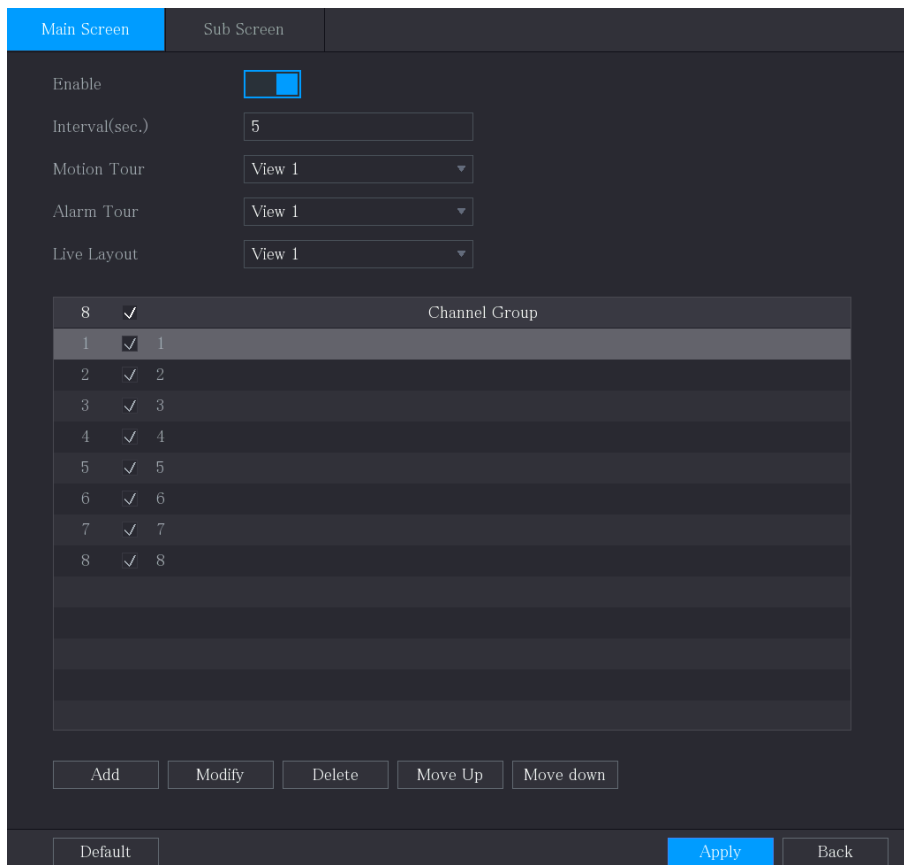 Main Screen Sub Screen
Enable
Interval(sec.) 5
Motion Tour View 1
Alarm Tour View 1
Live Layout View 1
8 Channel Group
1 1
2 2
3 3
4 4
5 5
6 6
7 7
8 8
Add Modify Delete Move Up Move down
Default Apply Back